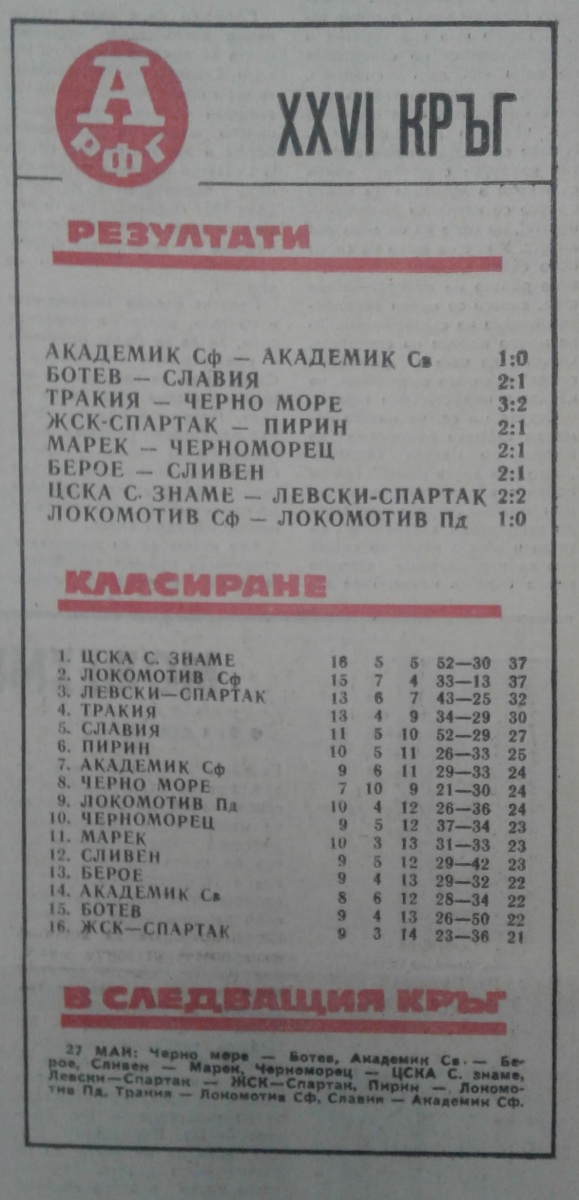 А
РФГ
XXVI КРЪГ
РЕЗУЛТАТИ
АКАДЕМИК Сф — АКАДЕМИК Св 1:0
БОТЕВ — СЛАВИЯ 2:1
ТРАКИЯ — ЧЕРНО МОРЕ 3:2
ЖСК-СПАРТАК — ПИРИН 2:1
МАРЕК — ЧЕРНОМОРЕЦ 2:1
БЕРОЕ — СЛИВЕН 2:1
ЦСКА С. ЗНАМЕ — ЛЕВСКИ-СПАРТАК 2:2
ЛОКОМОТИВ Сф — ЛОКОМОТИВ Пд 1:0
КЛАСИРАНЕ
1. ЦСКА С. ЗНАМЕ 16 5 5 52—30 37
2. ЛОКОМОТИВ Сф 15 7 4 33—13 37
3. ЛЕВСКИ—СПАРТАК 13 6 7 43—25 32
4. ТРАКИЯ 13 4 9 34—29 30
5. СЛАВИЯ 11 5 10 52—29 27
6. ПИРИН 10 5 11 26—33 25
7. АКАДЕМИК Сф 9 6 11 29—33 24
8. ЧЕРНО МОРЕ 7 10 9 21—30 24
9. ЛОКОМОТИВ Пд 10 4 12 26—36 24
10. ЧЕРНОМОРЕЦ 9 5 12 37—34 23
11. МАРЕК 10 3 13 31—33 23
12. СЛИВЕН 9 5 12 29—42 23
13. БЕРОЕ 9 4 13 29—32 22
14. АКАДЕМИК Св 8 6 12 28—34 22
15. БОТЕВ 9 4 13 26—50 22
16. ЖСК—СПАРТАК 9 3 14 23—36 21
В СЛЕДВАЩИЯ КРЪГ
27 МАЙ: Черно море — Ботев, Академик Св — Бе-
рое, Сливен — Марек, Черноморец — ЦСКА С. знаме,
Левски—Спартак — ЖСК—Спартак, Пирин — Локомо-
тив Пд, Тракия — Локомотив Сф, Славия — Академик Сф.